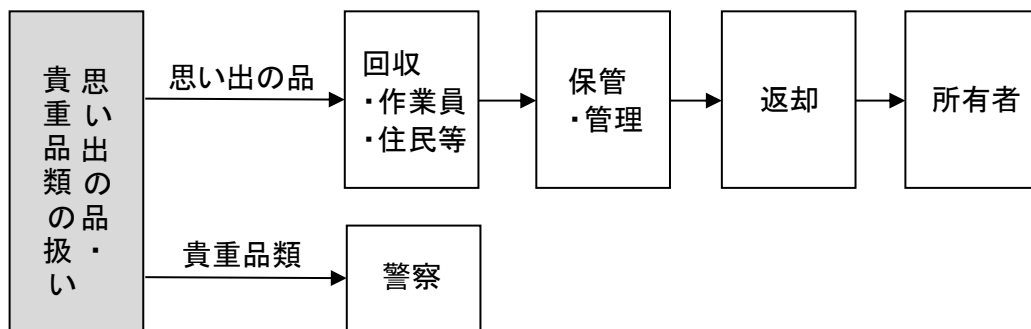 思い出の品・
貴重品類の扱い
思い出の品
回収
・作業員
・住民等
保管
・管理
返却
所有者
貴重品類
警察